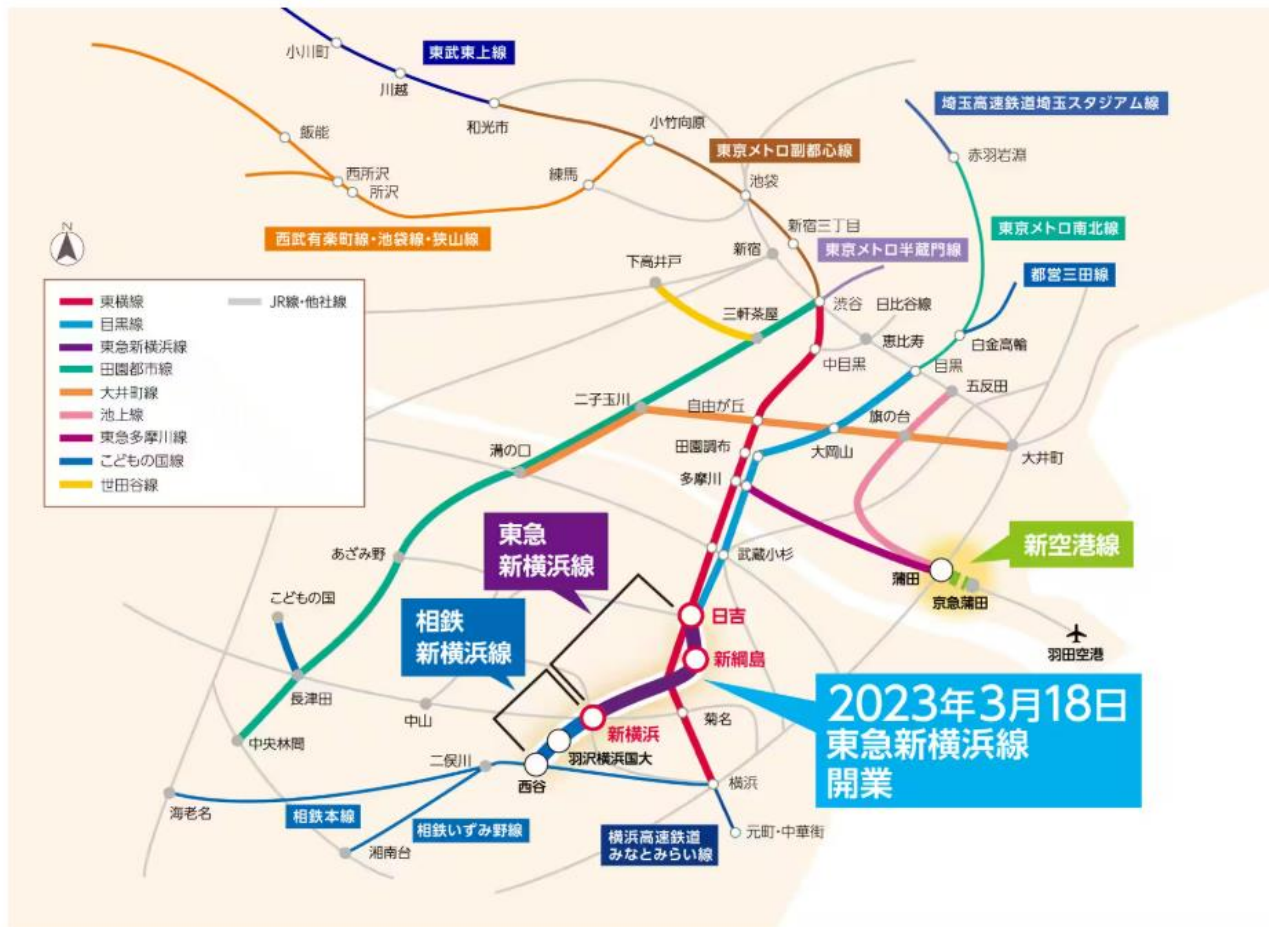 小川町
東武東上線
川越
和光市
小竹向原
埼玉高速鉄道埼玉スタジアム線
飯能
東京メトロ副都心線
赤羽岩淵
西所沢
所沢
練馬
池袋
N
西武有楽町線・池袋線・狭山線
新宿三丁目
東京メトロ南北線
新宿
東京メトロ半蔵門線
下高井戸
都営三田線
東横線
JR線・他社線
目黒線
東急新横浜線
田園都市線
大井町線
池上線
東急多摩川線
こどもの国線
世田谷線
三軒茶屋
渋谷
日比谷線
恵比寿
白金高輪
中目黒
目黒
五反田
二子玉川
自由が丘
旗の台
溝の口
田園調布
大岡山
大井町
多摩川
東急
新横浜線
新空港線
あざみ野
武蔵小杉
蒲田
京急蒲田
こどもの国
相鉄
新横浜線
日吉
羽田空港
新綱島
長津田
中山
新横浜
菊名
2023年3月18日
東急新横浜線
開業
中央林間
二俣川
羽沢横浜国大
西谷
横浜
海老名
相鉄本線
相鉄いずみ野線
横浜高速鉄道
みなとみらい線
元町・中華街
湘南台